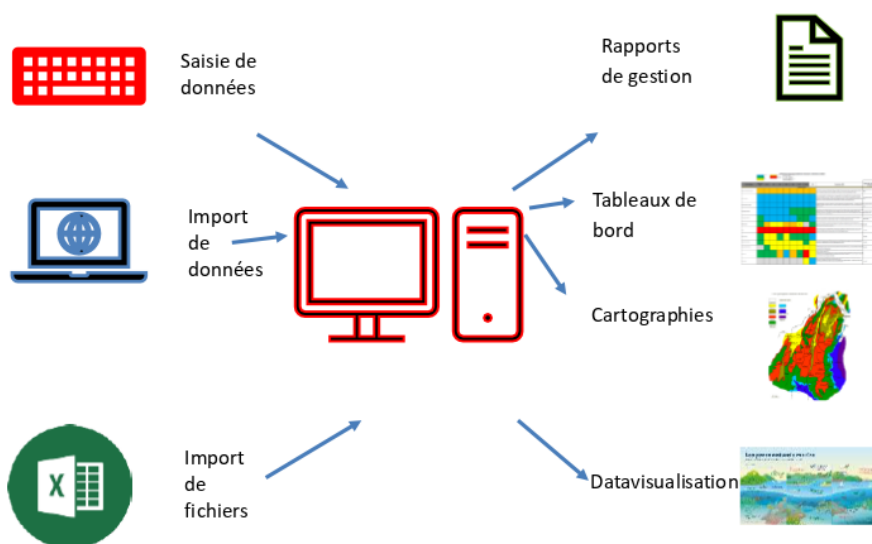 Saisie de
données
Rapports
de gestion
Import
de
données
Tableaux de
bord
Cartographies
X
Import
de
fichiers
Datavisualisation